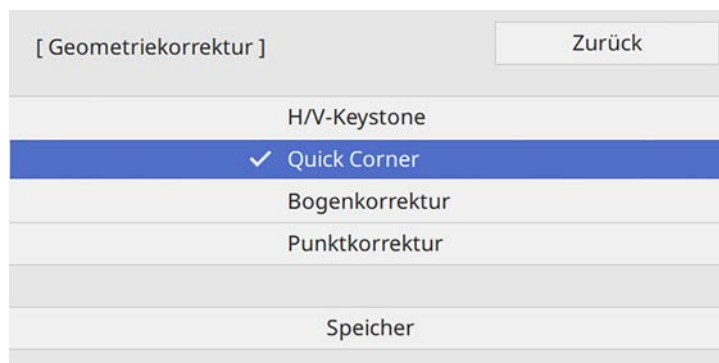 [ Geometriekorrektur ]
Zurück
H/V-Keystone
✓ Quick Corner
Bogenkorrektur
Punktkorrektur
Speicher